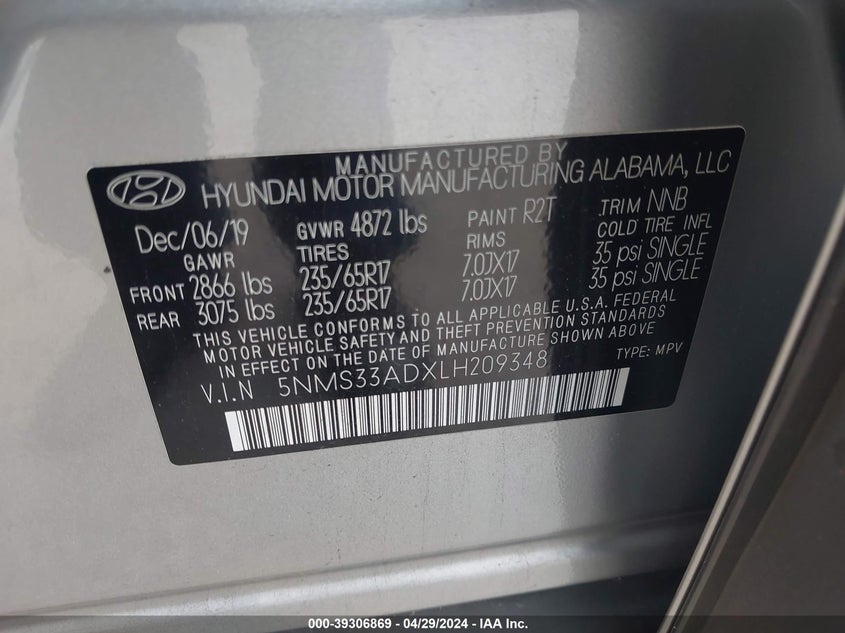 MANUFACTURED BY
HYUNDAI MOTOR MANUFACTURING ALABAMA, LLC
Dec/06/19 GVWR 4872 lbs PAINT R2T .TRIM NNB
GAWR TIRES RIMS COLD TIRE INFL
FRONT 2866 lbs 235/65R17 7.0JX17 35 psi SINGLE
REAR 3075 lbs 235/65R17 7.0JX17 35 psi SINGLE
THIS VEHICLE CONFORMS TO ALL APPLICABLE U.S.A. FEDERAL
MOTOR VEHICLE SAFETY AND THEFT PREVENTION STANDARDS
IN EFFECT ON THE DATE OF MANUFACTURE SHOWN ABOVE
V.I.N 5NMS33ADXLH209348 TYPE: MPV
000-39306869 - 04/29/2024 - IAA Inc.